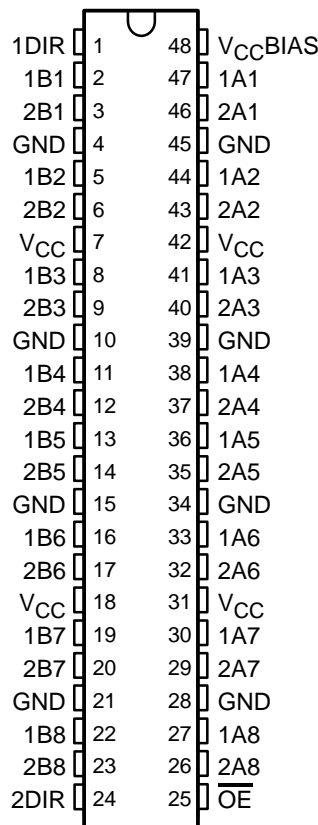 1DIR 1 48 VCCBIAS
1B1 2 47 1A1
2B1 3 46 2A1
GND 4 45 GND
1B2 5 44 1A2
2B2 6 43 2A2
VCC 7 42 VCC
1B3 8 41 1A3
2B3 9 40 2A3
GND 10 39 GND
1B4 11 38 1A4
2B4 12 37 2A4
1B5 13 36 1A5
2B5 14 35 2A5
GND 15 34 GND
1B6 16 33 1A6
2B6 17 32 2A6
VCC 18 31 VCC
1B7 19 30 1A7
2B7 20 29 2A7
GND 21 28 GND
1B8 22 27 1A8
2B8 23 26 2A8
2DIR 24 25 O̅E̅